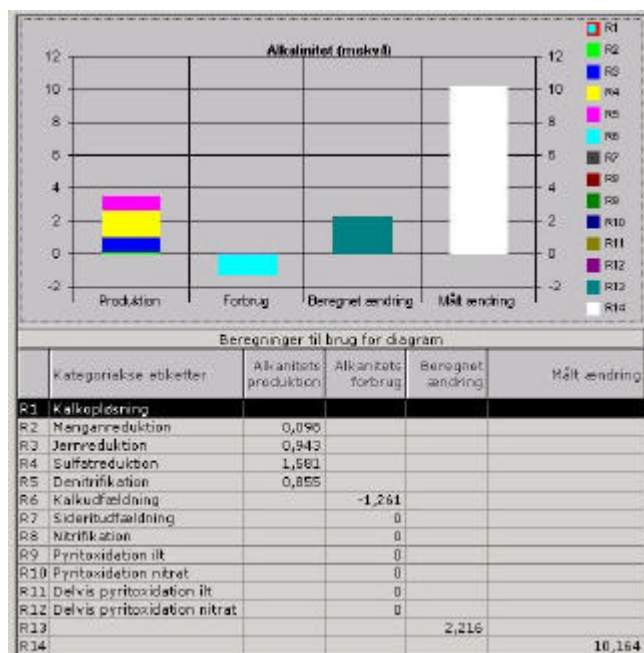 Alkalinitet (mekv/l)
12 12
10 10
8 8
6 6
4 4
2 2
0 0
-2 -2
Produktion Forbrug Beregnet ændring Målt ændring
R1
R2
R3
R4
R5
R6
R7
R8
R9
R10
R11
R12
R13
R14
Beregninger til brug for diagram
Kategoriakse etiketter Alkanitets produktion Alkanitets forbrug Beregnet ændring Målt ændring
R1 Kalkopløsning
R2 Manganreduktion 0,098
R3 Jernreduktion 0,943
R4 Sulfatreduktion 1,581
R5 Denitrifikation 0,855
R6 Kalkudfældning -1,261
R7 Sideritudfældning 0
R8 Nitrifikation 0
R9 Pyritoxidation ilt 0
R10 Pyritoxidation nitrat 0
R11 Delvis pyritoxidation ilt 0
R12 Delvis pyritoxidation nitrat 0
R13 2,216
R14 10,164